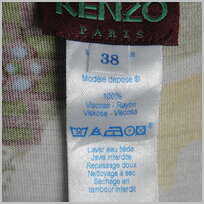 KENZO
PARIS
38
Modèle déposé ©
100%
Viscose - Rayon
Viskose - Viscosa
Laver eau tiède
Javel interdite
Repassage doux
Nettoyage à sec
Séchage en
tambour interdit